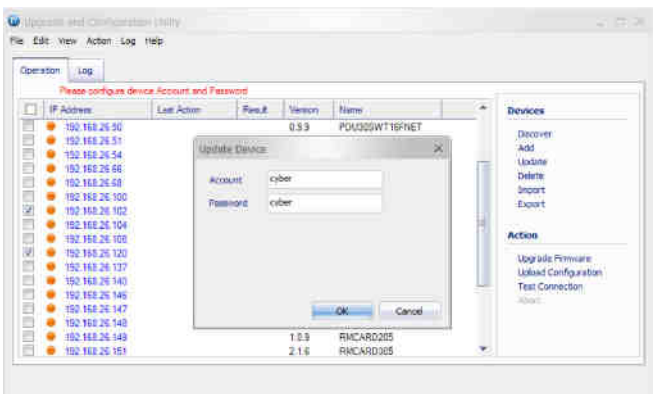 Upgrade and Configuration Utility
File Edit View Action Log Help
Operation Log
Please configure device Account and Password
IP Address Last Action Result Version Name
192.168.26.50 0.9.9 PDU30SWT16FNET
192.168.26.51
192.168.26.54
192.168.26.66
192.168.26.68
192.168.26.100
192.168.26.102
192.168.26.104
192.168.26.108
192.168.26.120
192.168.26.137
192.168.26.140
192.168.26.146
192.168.26.147
192.168.26.148
192.168.26.149 1.0.9 RMCARD205
192.168.26.151 2.1.6 RMCARD305
Update Device
Account cyber
Password cyber
OK Cancel
Devices
Discover
Add
Update
Delete
Import
Export
Action
Upgrade Firmware
Upload Configuration
Test Connection
Abort